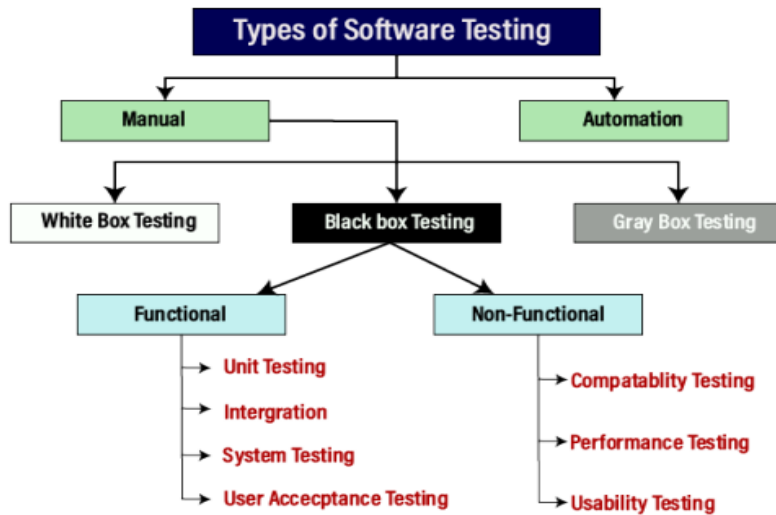 Types of Software Testing
Manual
Automation
White Box Testing
Black box Testing
Gray Box Testing
Functional
Non-Functional
Unit Testing
Intergration
System Testing
User Accecptance Testing
Compatablity Testing
Performance Testing
Usability Testing